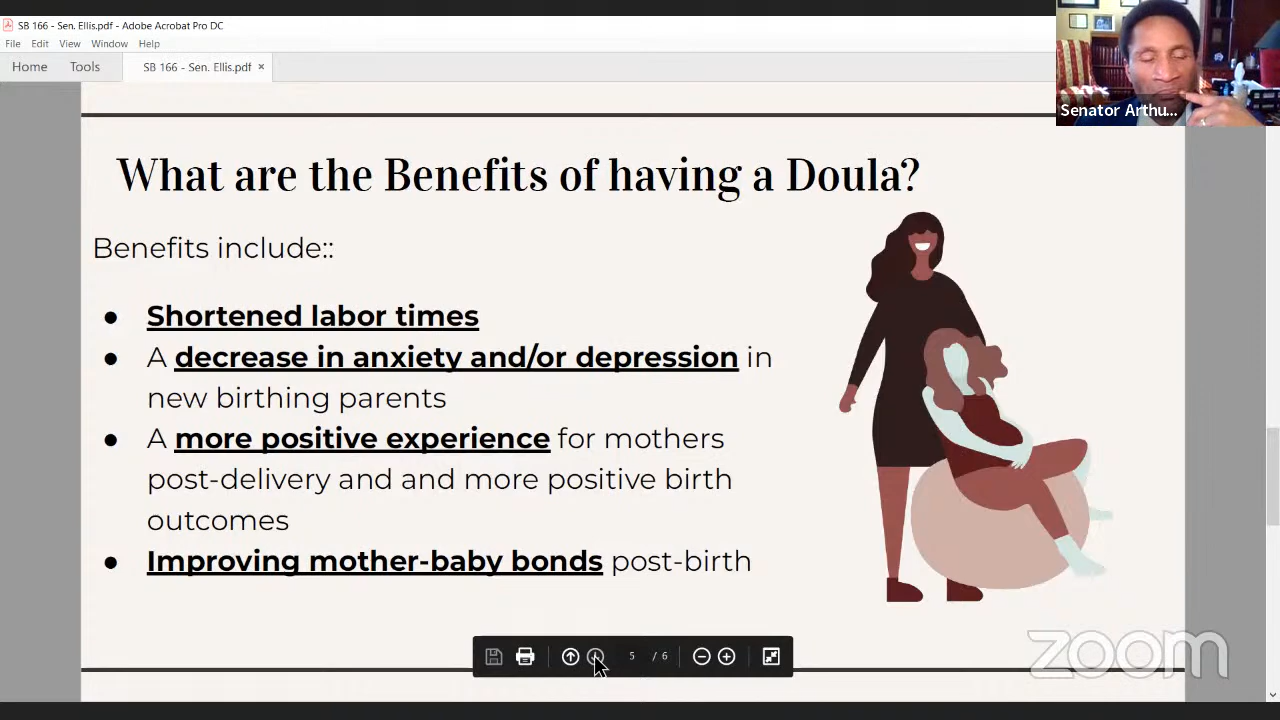 SB 166 - Sen. Ellis.pdf - Adobe Acrobat Pro DC
File Edit View Window Help
Home Tools SB 166 - Sen. Ellis.pdf ×
Senator Arthu...
What are the Benefits of having a Doula?
Benefits include::
● Shortened labor times
● A decrease in anxiety and/or depression in
new birthing parents
● A more positive experience for mothers
post-delivery and and more positive birth
outcomes
● Improving mother-baby bonds post-birth
5 / 6
zoom